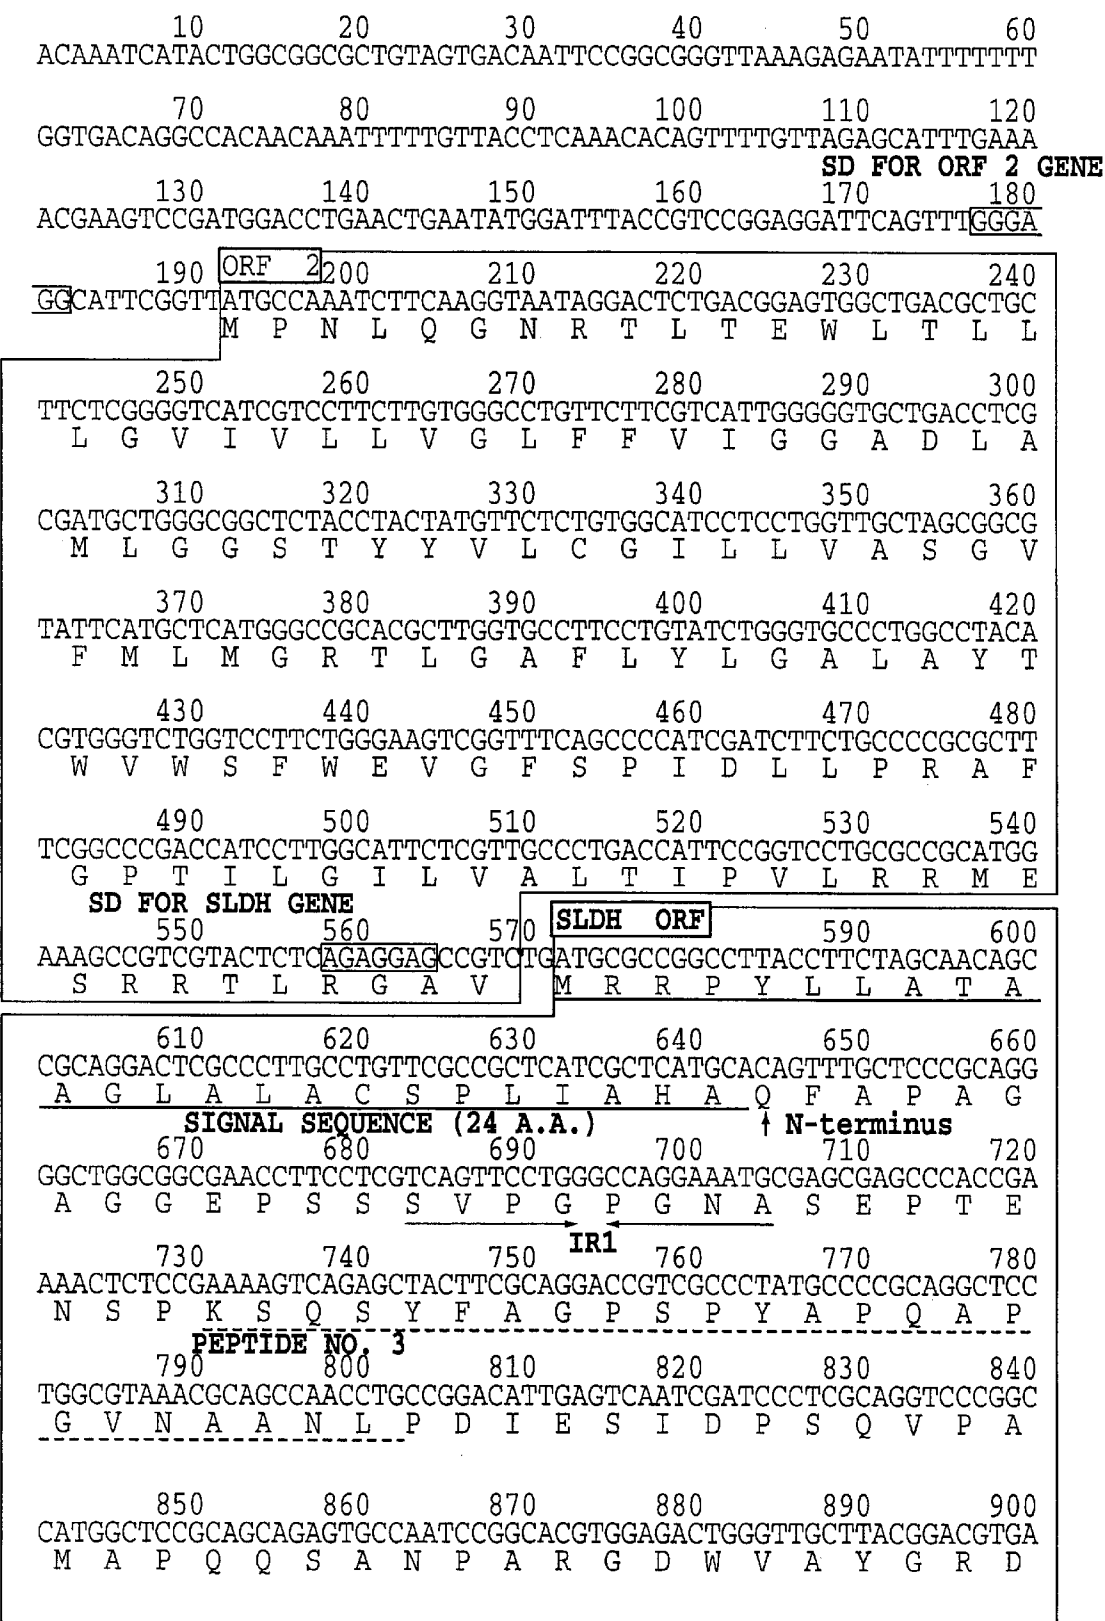 10 20 30 40 50 60
ACAAATCATACTGGCGGCGCTGTAGTGACAATTCCGGCGGGTTAAAGAGAATATTTTTTT
70 80 90 100 110 120
GGTGACAGGCCACAACAAATTTTTGTTACCTCAAACACAGTTTTGTTAGAGCATTTGAAA
SD FOR ORF 2 GENE
130 140 150 160 170 180
ACGAAGTCCGATGGACCTGAACTGAATATGGATTTACCGTCCGGAGGATTCAGTTTGGGA
190 ORF 2 200 210 220 230 240
GGCATTCGGTTATGCCAAATCTTCAAGGTAATAGGACTCTGACGGAGTGGCTGACGCTGC
M P N L Q G N R T L T E W L T L L
250 260 270 280 290 300
TTCTCGGGGTCATCGTCCTTCTTGTGGGCCTGTTCTTCGTCATTGGGGGTGCTGACCTCG
L G V I V L L V G L F F V I G G A D L A
310 320 330 340 350 360
CGATGCTGGGCGGCTCTACCTACTATGTTCTCTGTGGCATCCTCCTGGTTGCTAGCGGCG
M L G G S T Y Y V L C G I L L V A S G V
370 380 390 400 410 420
TATTCATGCTCATGGGCCGCACGCTTGGTGCCTTCCTGTATCTGGGTGCCCTGGCCTACA
F M L M G R T L G A F L Y L G A L A Y T
430 440 450 460 470 480
CGTGGGTCTGGTCCTTCTGGGAAGTCGGTTTCAGCCCCATCGATCTTCTGCCCCGCGCTT
W V W S F W E V G F S P I D L L P R A F
490 500 510 520 530 540
TCGGCCCGACCATCCTTGGCATTCTCGTTGCCCTGACCATTCCGGTCCTGCGCCGCATGG
G P T I L G I L V A L T I P V L R R M E
SD FOR SLDH GENE
550 560 570 SLDH ORF 590 600
AAAGCCGTCGTACTCTCAGAGGAGCCGTCTGATGCGCCGGCCTTACCTTCTAGCAACAGC
S R R T L R G A V M R R P Y L L A T A
610 620 630 640 650 660
CGCAGGACTCGCCCTTGCCTGTTCGCCGCTCATCGCTCATGCACAGTTTGCTCCCGCAGG
A G L A L A C S P L I A H A Q F A P A G
SIGNAL SEQUENCE (24 A.A.) ↑ N-terminus
670 680 690 700 710 720
GGCTGGCGGCGAACCTTCCTCGTCAGTTCCTGGGCCAGGAAATGCGAGCGAGCCCACCGA
A G G E P S S S V P G P G N A S E P T E
IR1
730 740 750 760 770 780
AAACTCTCCGAAAAGTCAGAGCTACTTCGCAGGACCGTCGCCCTATGCCCCGCAGGCTCC
N S P K S Q S Y F A G P S P Y A P Q A P
PEPTIDE NO. 3
790 800 810 820 830 840
TGGCGTAAACGCAGCCAACCTGCCGGACATTGAGTCAATCGATCCCTCGCAGGTCCCGGC
G V N A A N L P D I E S I D P S Q V P A
850 860 870 880 890 900
CATGGCTCCGCAGCAGAGTGCCAATCCGGCACGTGGAGACTGGGTTGCTTACGGACGTGA
M A P Q Q S A N P A R G D W V A Y G R D